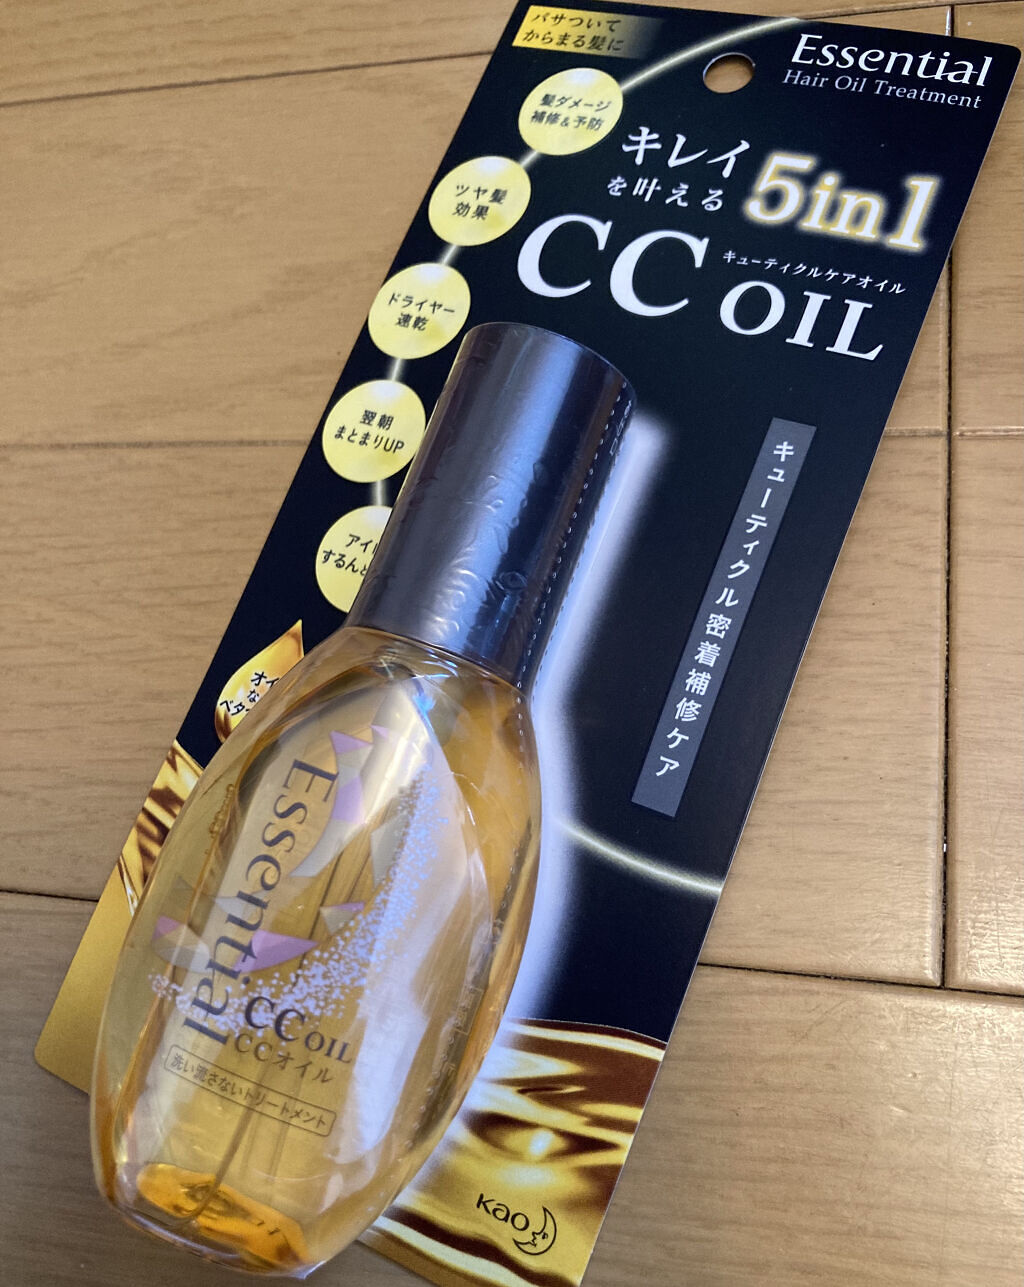 パサついて
からまる髪に
Essential
Hair Oil Treatment
髪ダメージ
補修&予防
キレイ
を叶える
5in1
ツヤ髪
効果
キューティクルケアオイル
CC OIL
ドライヤー
速乾
翌朝
まとまりUP
キューティクル密着補修ケア
Essential
CC OIL
CCオイル
洗い流さないトリートメント
Kao